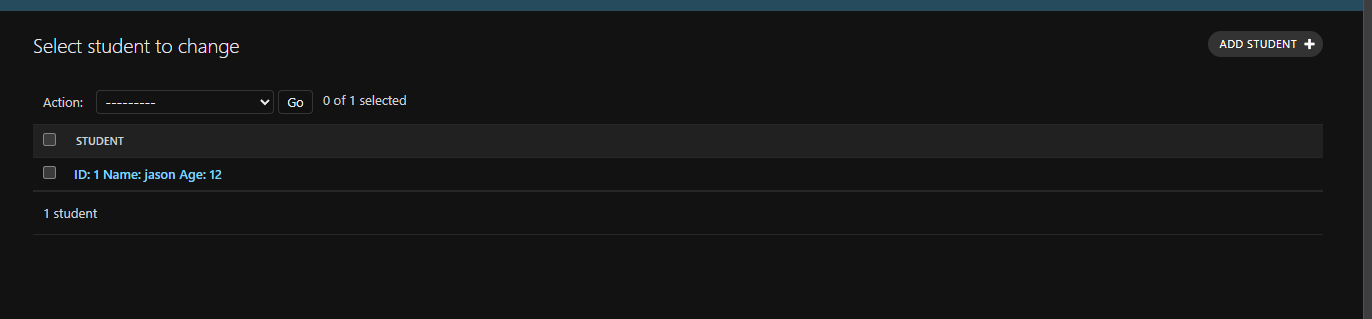 Select student to change
ADD STUDENT +
Action: --------- Go 0 of 1 selected
STUDENT
ID: 1 Name: jason Age: 12
1 student